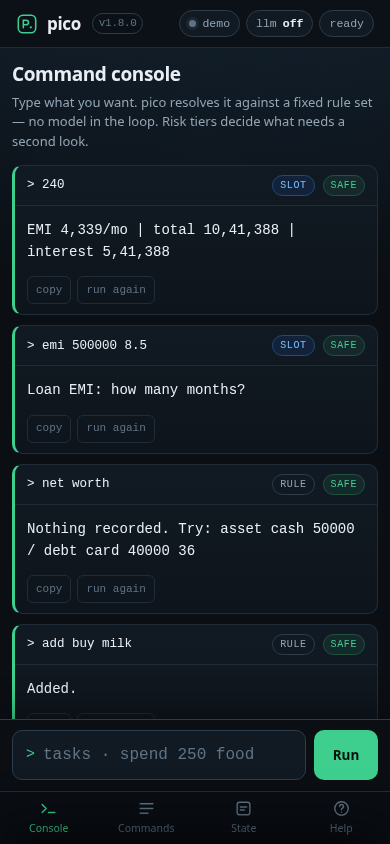 pico v1.8.0 demo llm off ready
Command console
Type what you want. pico resolves it against a fixed rule set
— no model in the loop. Risk tiers decide what needs a
second look.
> 240 SLOT SAFE
EMI 4,339/mo | total 10,41,388 |
interest 5,41,388
copy run again
> emi 500000 8.5 SLOT SAFE
Loan EMI: how many months?
copy run again
> net worth RULE SAFE
Nothing recorded. Try: asset cash 50000
/ debt card 40000 36
copy run again
> add buy milk RULE SAFE
Added.
> tasks · spend 250 food Run
Console Commands State Help